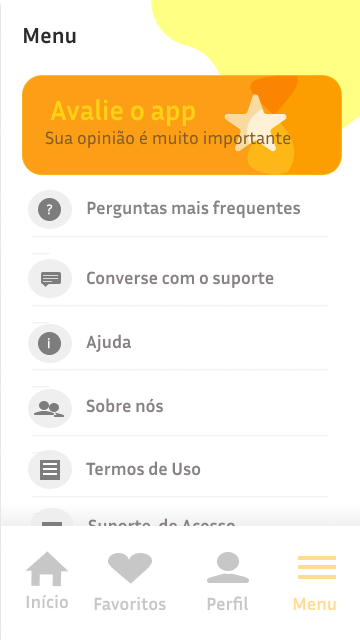 Menu
Avalie o app
Sua opinião é muito importante
Perguntas mais frequentes
Converse com o suporte
Ajuda
Sobre nós
Termos de Uso
Suporte de Acesso
Início
Favoritos
Perfil
Menu